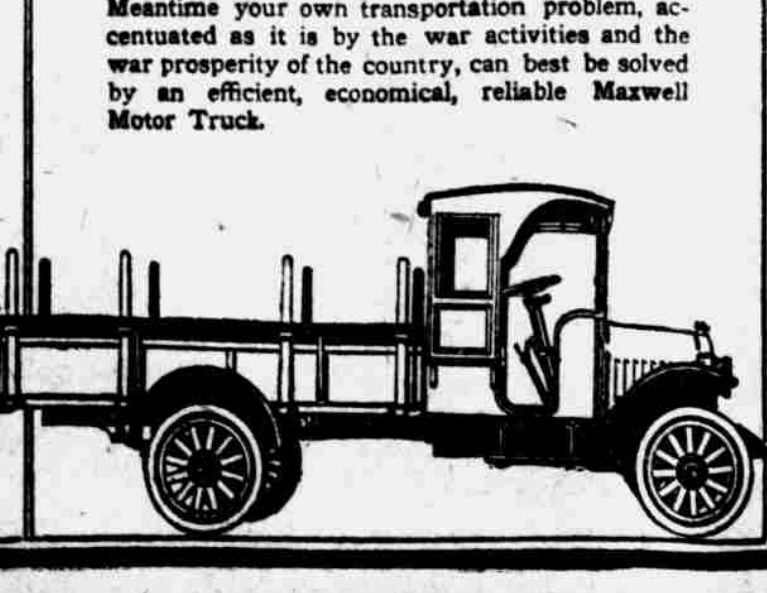 Meantime your own transportation problem, ac-
centuated as it is by the war activities and the
war prosperity of the country, can best be solved
by an efficient, economical, reliable Maxwell
Motor Truck.